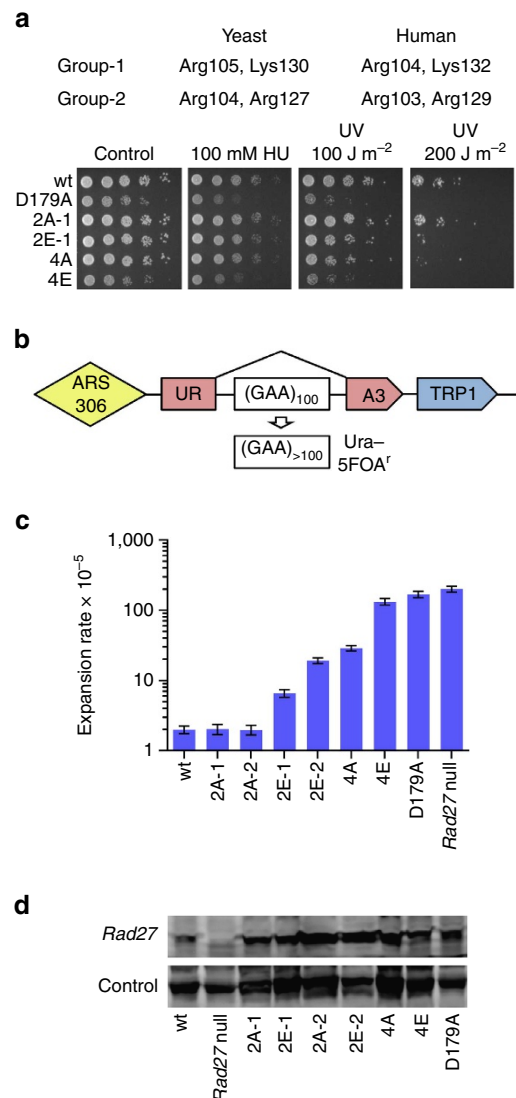 a
Yeast Human
Group-1 Arg105, Lys130 Arg104, Lys132
Group-2 Arg104, Arg127 Arg103, Arg129
Control 100 mM HU UV 100 J m⁻² UV 200 J m⁻²
wt
D179A
2A-1
2E-1
4A
4E
b
ARS 306 UR (GAA)₁₀₀ A3 TRP1
(GAA)>₁₀₀ Ura– 5FOAʳ
c
Expansion rate × 10⁻⁵
1,000
100
10
1
wt 2A-1 2A-2 2E-1 2E-2 4A 4E D179A Rad27 null
d
Rad27
Control
wt Rad27 null 2A-1 2E-1 2A-2 2E-2 4A 4E D179A